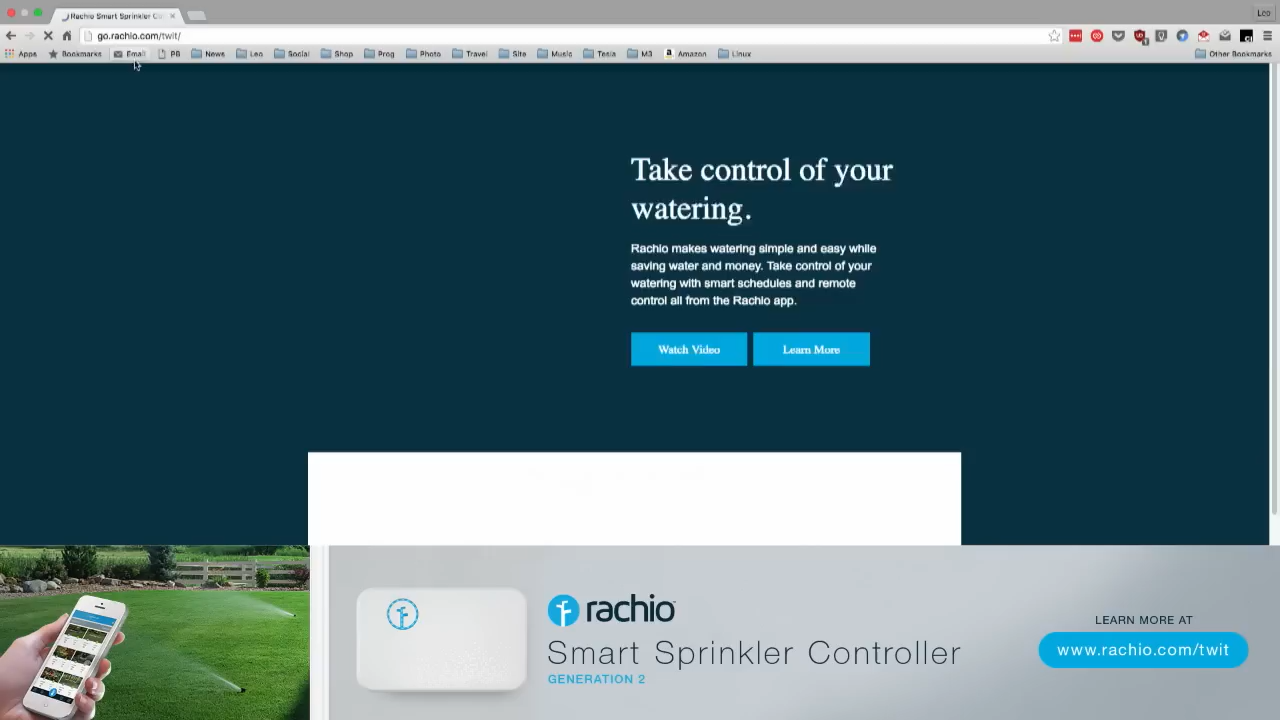 Rachio Smart Sprinkler Co
Leo
go.rachio.com/twit/
Apps Bookmarks Email PB News Leo Social Shop Prog Photo Travel Site Music Tesla M3 Amazon Linux Other Bookmarks
Take control of your
watering.
Rachio makes watering simple and easy while
saving water and money. Take control of your
watering with smart schedules and remote
control all from the Rachio app.
Watch Video Learn More
rachio
Smart Sprinkler Controller
GENERATION 2
LEARN MORE AT
www.rachio.com/twit